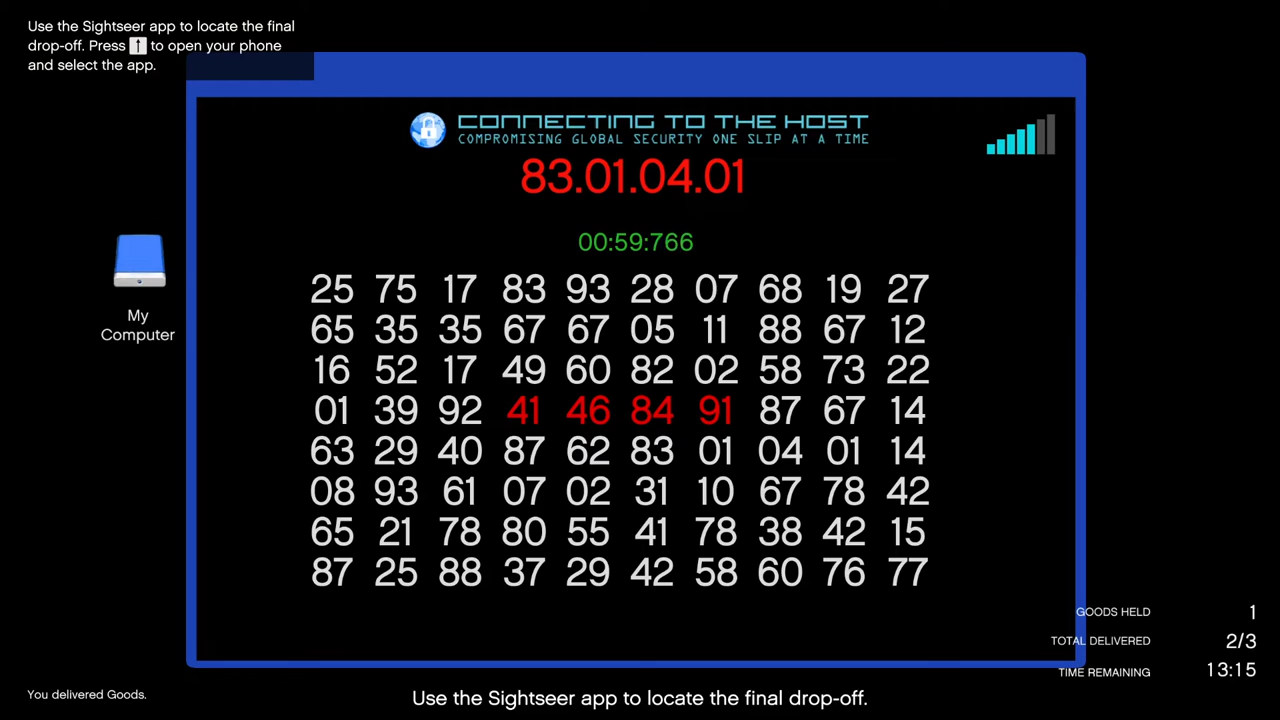 Use the Sightseer app to locate the final
drop-off. Press ↑ to open your phone
and select the app.
CONNECTING TO THE HOST
COMPROMISING GLOBAL SECURITY ONE SLIP AT A TIME
83.01.04.01
00:59:766
25 75 17 83 93 28 07 68 19 27
65 35 35 67 67 05 11 88 67 12
16 52 17 49 60 82 02 58 73 22
01 39 92 41 46 84 91 87 67 14
63 29 40 87 62 83 01 04 01 14
08 93 61 07 02 31 10 67 78 42
65 21 78 80 55 41 78 38 42 15
87 25 88 37 29 42 58 60 76 77
My
Computer
GOODS HELD 1
TOTAL DELIVERED 2/3
TIME REMAINING 13:15
You delivered Goods.
Use the Sightseer app to locate the final drop-off.